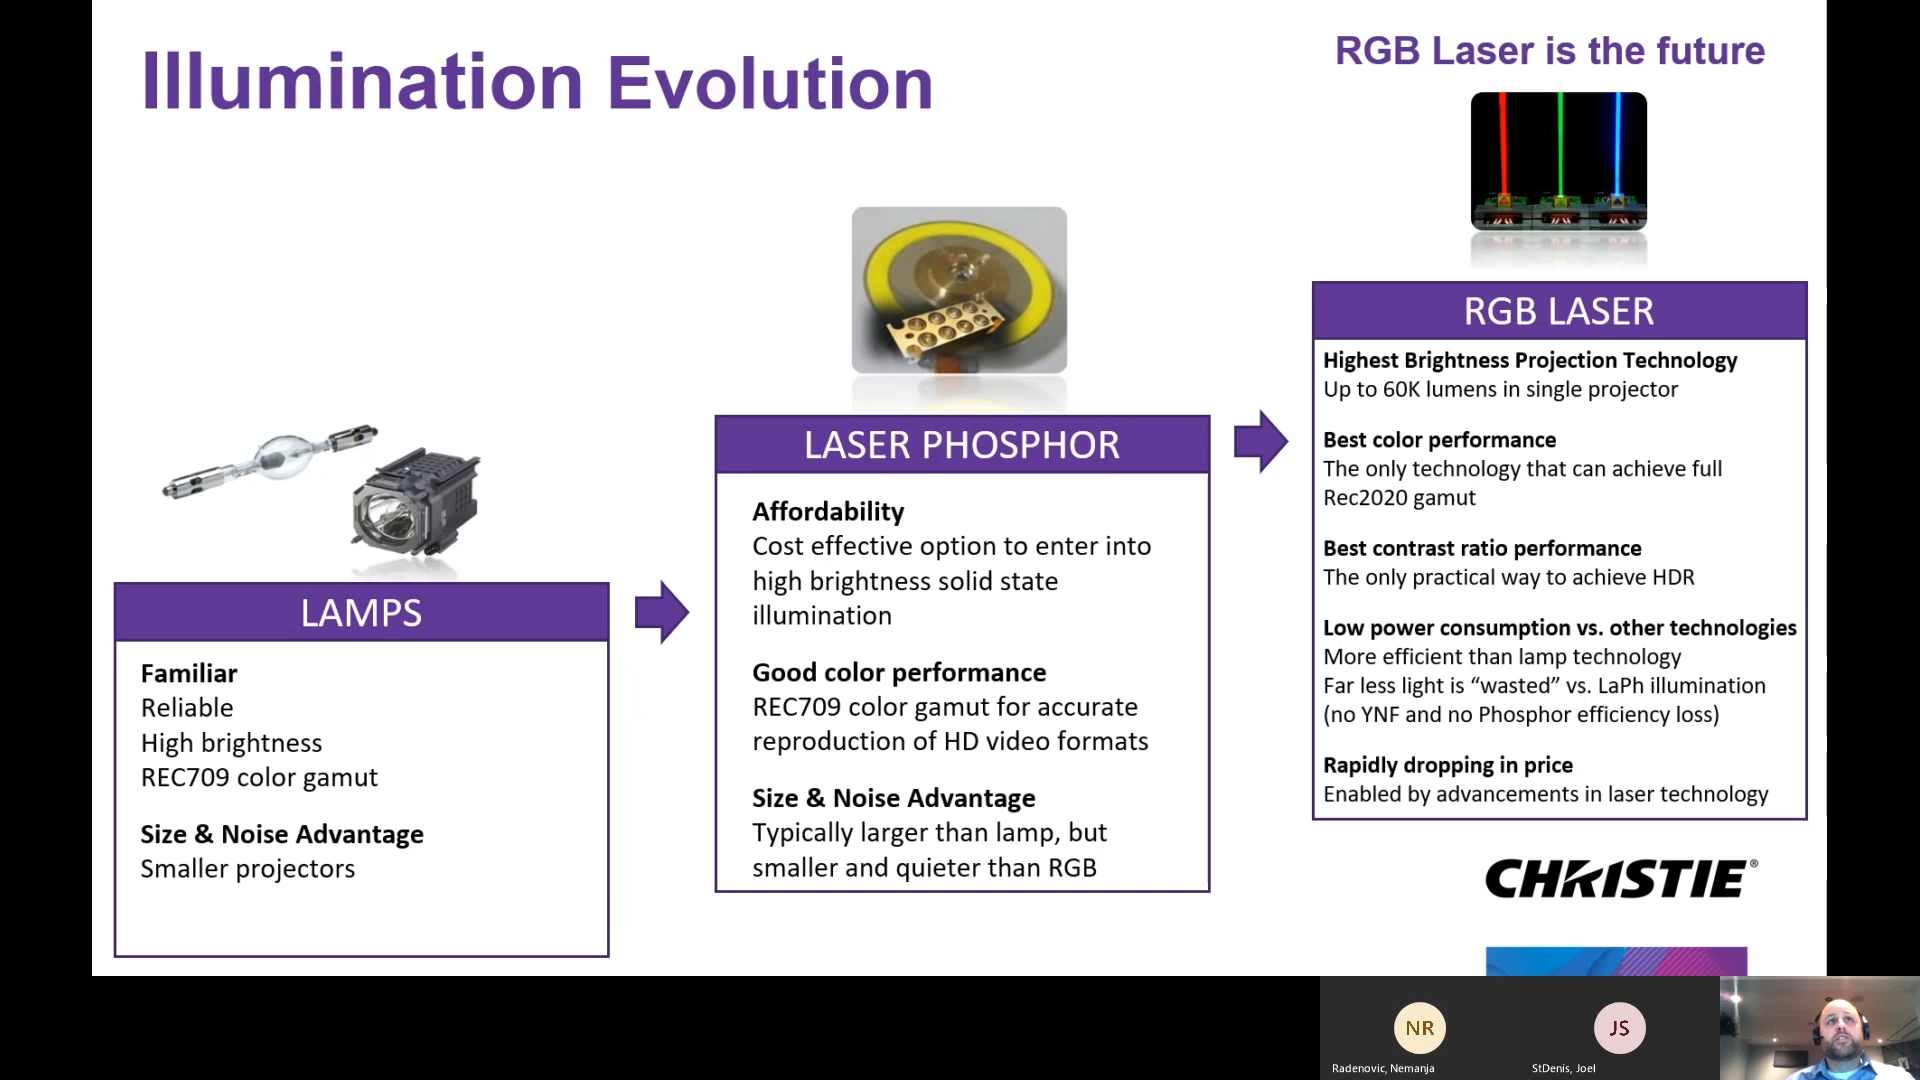 Illumination Evolution
RGB Laser is the future
LAMPS
Familiar
Reliable
High brightness
REC709 color gamut
Size & Noise Advantage
Smaller projectors
LASER PHOSPHOR
Affordability
Cost effective option to enter into
high brightness solid state
illumination
Good color performance
REC709 color gamut for accurate
reproduction of HD video formats
Size & Noise Advantage
Typically larger than lamp, but
smaller and quieter than RGB
RGB LASER
Highest Brightness Projection Technology
Up to 60K lumens in single projector
Best color performance
The only technology that can achieve full
Rec2020 gamut
Best contrast ratio performance
The only practical way to achieve HDR
Low power consumption vs. other technologies
More efficient than lamp technology
Far less light is “wasted” vs. LaPh illumination
(no YNF and no Phosphor efficiency loss)
Rapidly dropping in price
Enabled by advancements in laser technology
CHRISTIE®
NR
Radenovic, Nemanja
JS
StDenis, Joel